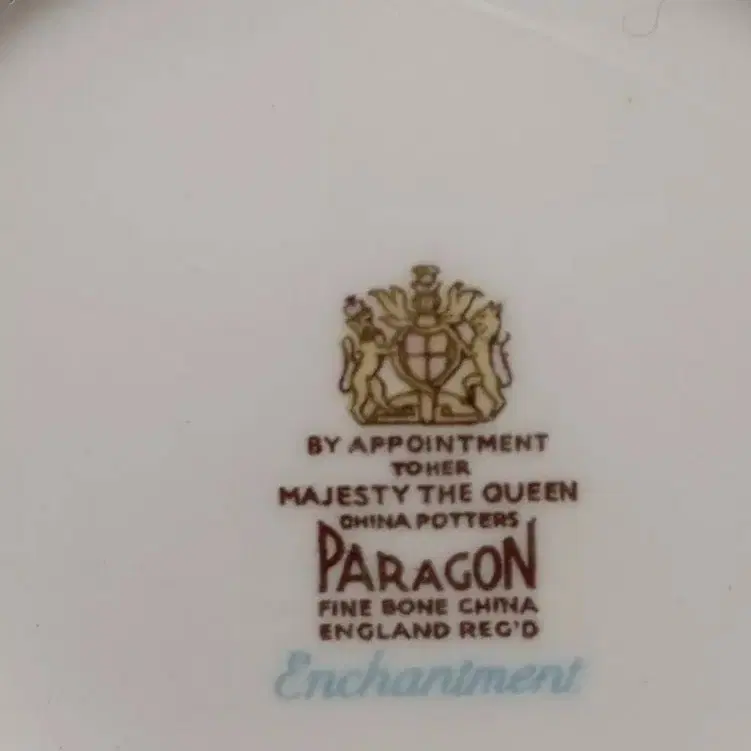 BY APPOINTMENT
TO HER
MAJESTY THE QUEEN
CHINA POTTERS
PARAGON
FINE BONE CHINA
ENGLAND REG'D
Enchantment